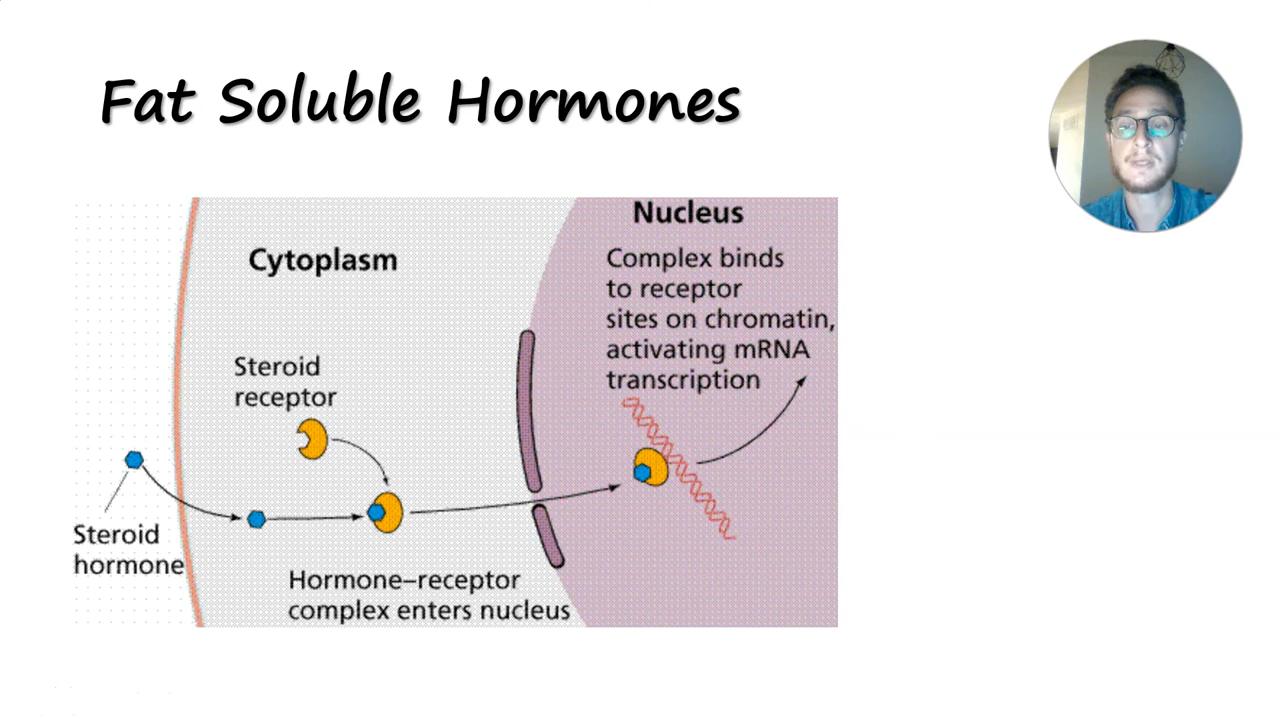 Fat Soluble Hormones
Nucleus
Cytoplasm
Complex binds
to receptor
sites on chromatin,
activating mRNA
transcription
Steroid
receptor
Steroid
hormone
Hormone–receptor
complex enters nucleus